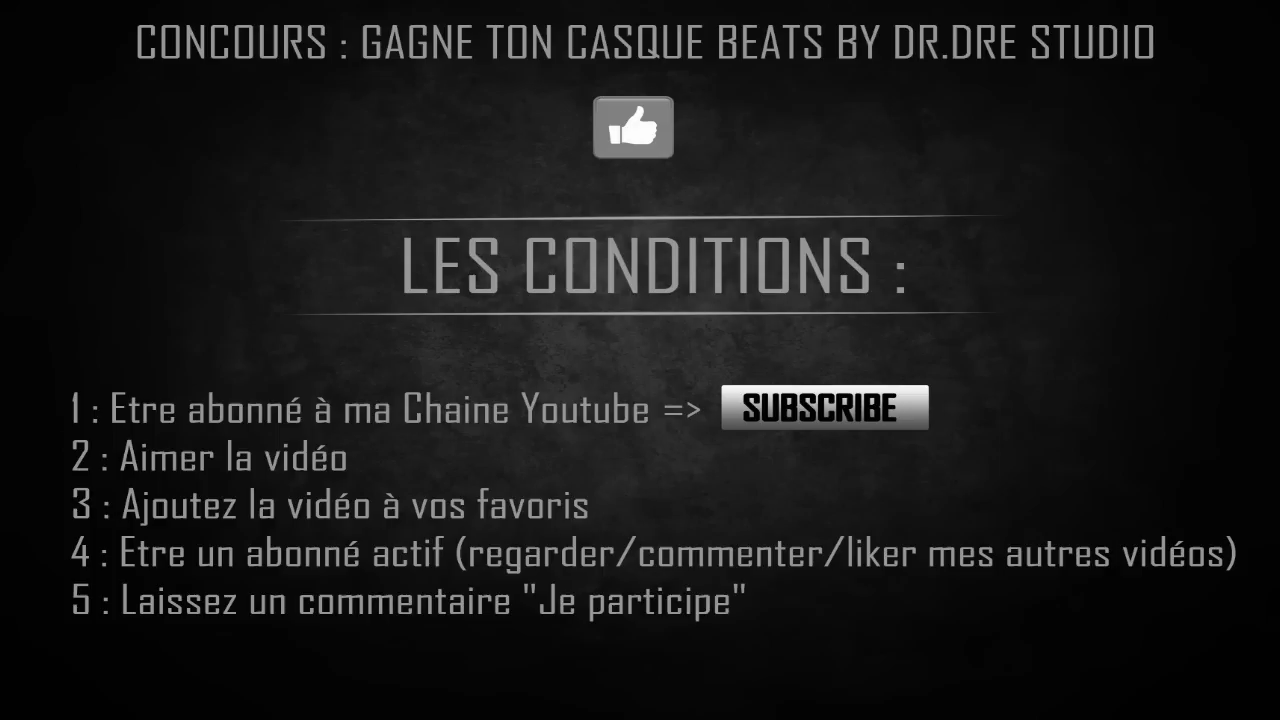 CONCOURS : GAGNE TON CASQUE BEATS BY DR.DRE STUDIO
LES CONDITIONS :
1 : Etre abonné à ma Chaine Youtube => SUBSCRIBE
2 : Aimer la vidéo
3 : Ajoutez la vidéo à vos favoris
4 : Etre un abonné actif (regarder/commenter/liker mes autres vidéos)
5 : Laissez un commentaire "Je participe"